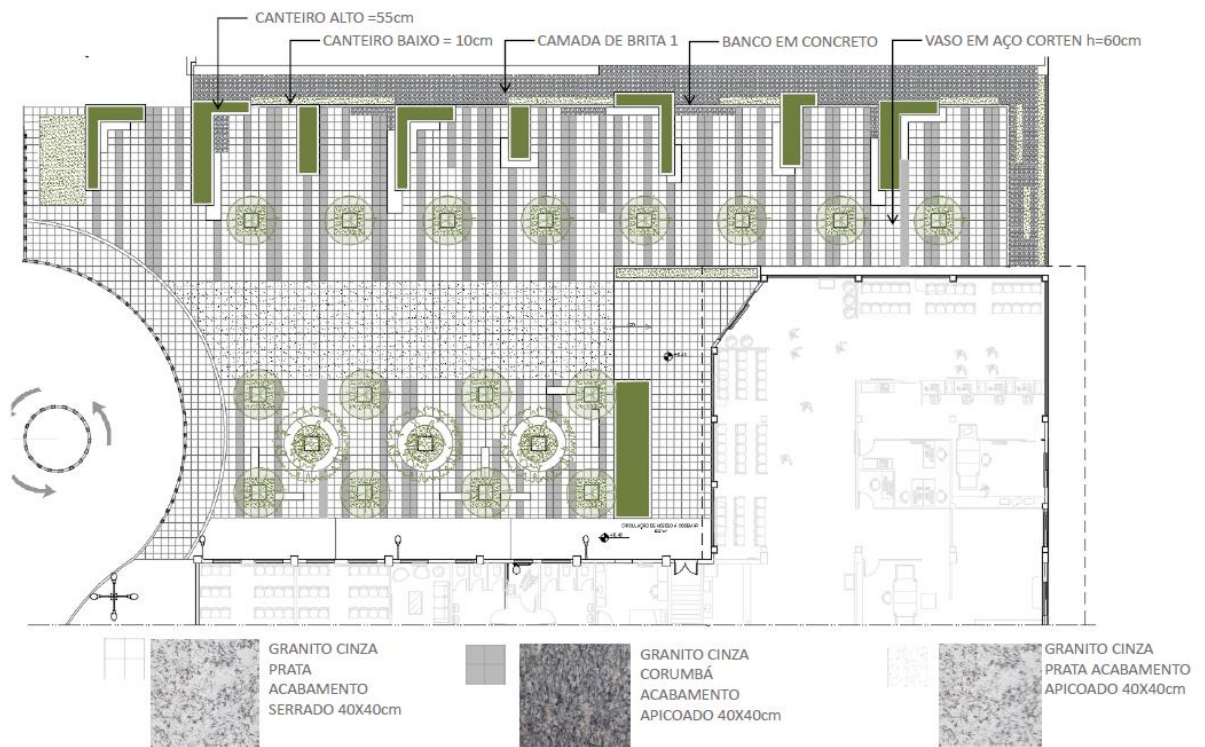 CANTEIRO ALTO =55cm
CANTEIRO BAIXO = 10cm
CAMADA DE BRITA 1
BANCO EM CONCRETO
VASO EM AÇO CORTEN h=60cm
GRANITO CINZA
PRATA
ACABAMENTO
SERRADO 40X40cm
GRANITO CINZA
CORUMBÁ
ACABAMENTO
APICOADO 40X40cm
GRANITO CINZA
PRATA ACABAMENTO
APICOADO 40X40cm